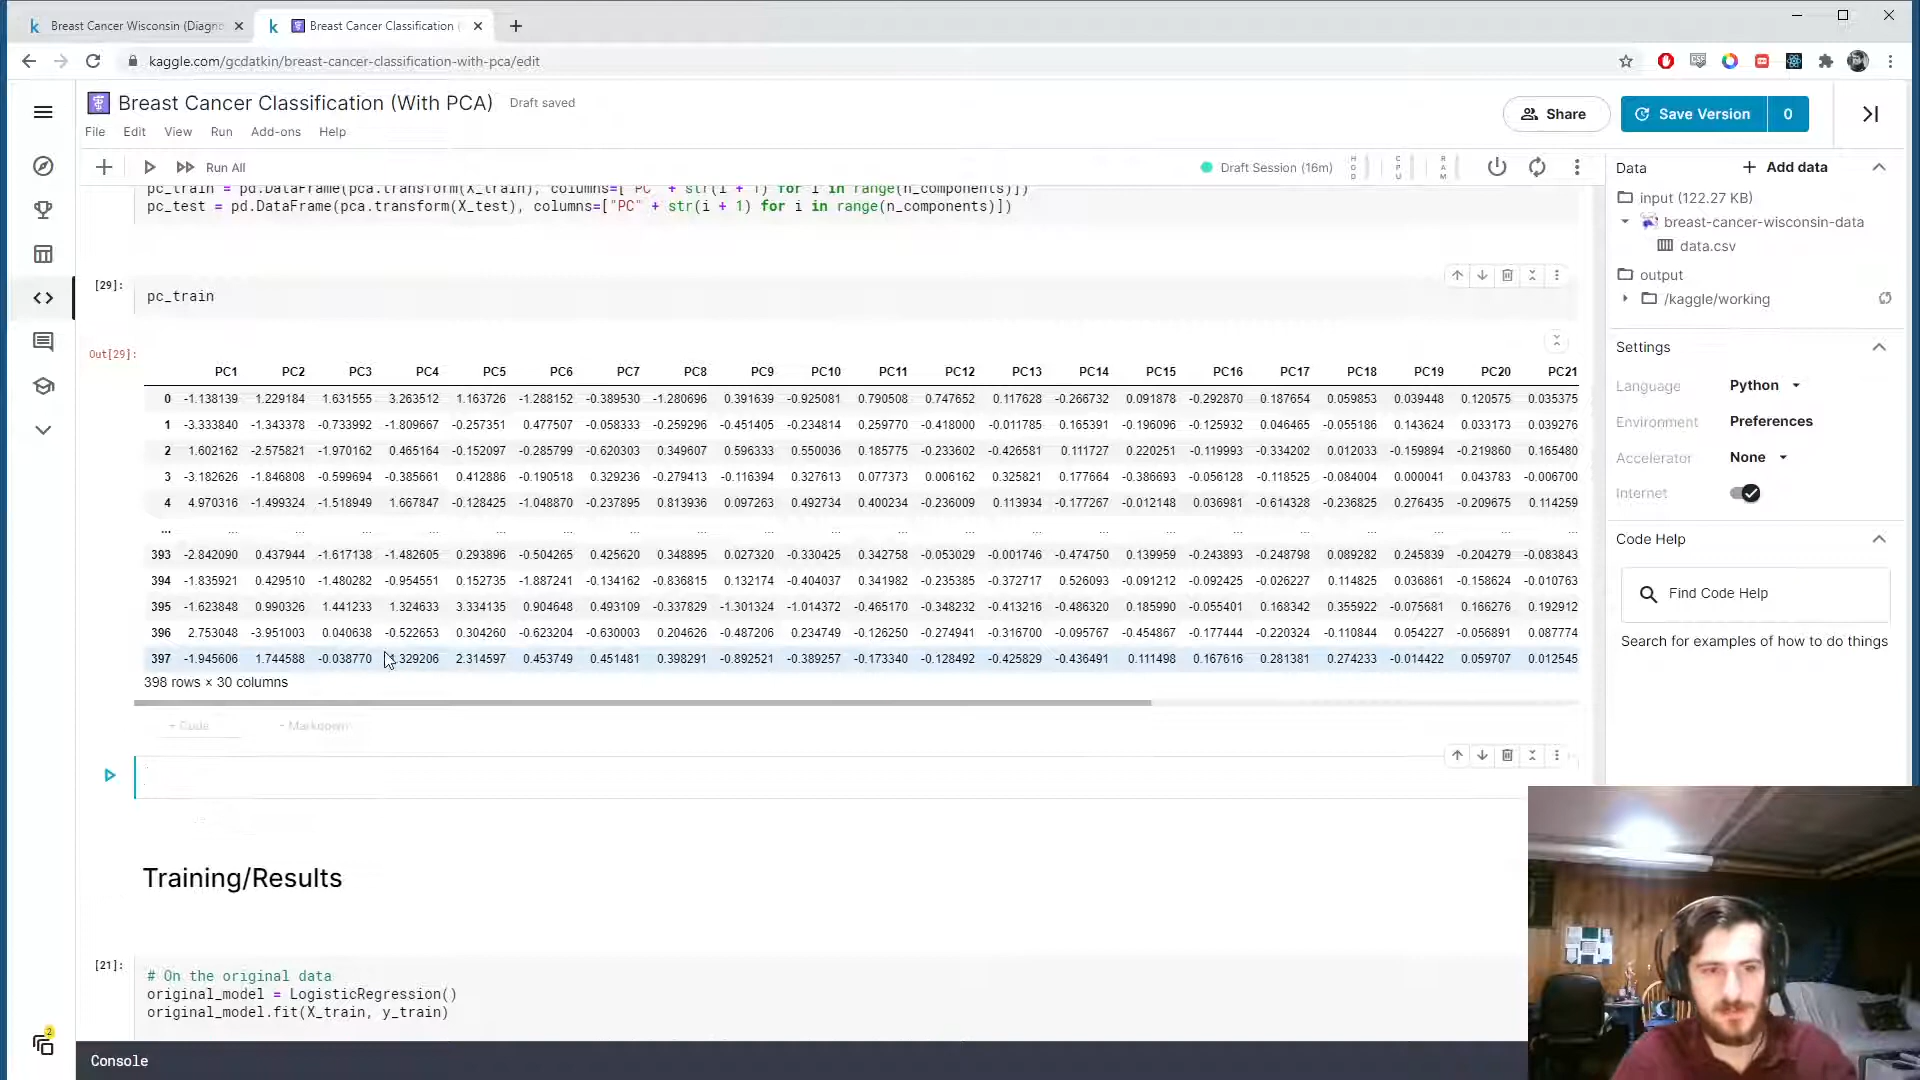 Breast Cancer Wisconsin (Diagno
Breast Cancer Classification (
kaggle.com/gcdatkin/breast-cancer-classification-with-pca/edit
Breast Cancer Classification (With PCA)
Draft saved
Share
Save Version
0
File Edit View Run Add-ons Help
Run All
Draft Session (16m)
H D D
C P U
R A M
pc_train = pd.DataFrame(pca.transform(X_train), columns=["PC" + str(i + 1) for i in range(n_components)])
pc_test = pd.DataFrame(pca.transform(X_test), columns=["PC" + str(i + 1) for i in range(n_components)])
[29]:
pc_train
Out[29]:
PC1 PC2 PC3 PC4 PC5 PC6 PC7 PC8 PC9 PC10 PC11 PC12 PC13 PC14 PC15 PC16 PC17 PC18 PC19 PC20 PC21
0 -1.138139 1.229184 1.631555 3.263512 1.163726 -1.288152 -0.389530 -1.280696 0.391639 -0.925081 0.790508 0.747652 0.117628 -0.266732 0.091878 -0.292870 0.187654 0.059853 0.039448 0.120575 0.035375
1 -3.333840 -1.343378 -0.733992 -1.809667 -0.257351 0.477507 -0.058333 -0.259296 -0.451405 -0.234814 0.259770 -0.418000 -0.011785 0.165391 -0.196096 -0.125932 0.046465 -0.055186 0.143624 0.033173 0.039276
2 1.602162 -2.575821 -1.970162 0.465164 -0.152097 -0.285799 -0.620303 0.349607 0.596333 0.550036 0.185775 -0.233602 -0.426581 0.111727 0.220251 -0.119993 -0.334202 0.012033 -0.159894 -0.219860 0.165480
3 -3.182626 -1.846808 -0.599694 -0.385661 0.412886 -0.190518 0.329236 -0.279413 -0.116394 0.327613 0.077373 0.006162 0.325821 0.177664 -0.386693 -0.056128 -0.118525 -0.084004 0.000041 0.043783 -0.006700
4 4.970316 -1.499324 -1.518949 1.667847 -0.128425 -1.048870 -0.237895 0.813936 0.097263 0.492734 0.400234 -0.236009 0.113934 -0.177267 -0.012148 0.036981 -0.614328 -0.236825 0.276435 -0.209675 0.114259
... ... ... ... ... ... ... ... ... ... ... ... ... ... ... ... ... ... ... ... ... ...
393 -2.842090 0.437944 -1.617138 -1.482605 0.293896 -0.504265 0.425620 0.348895 0.027320 -0.330425 0.342758 -0.053029 -0.001746 -0.474750 0.139959 -0.243893 -0.248798 0.089282 0.245839 -0.204279 -0.083843
394 -1.835921 0.429510 -1.480282 -0.954551 0.152735 -1.887241 -0.134162 -0.836815 0.132174 -0.404037 0.341982 -0.235385 -0.372717 0.526093 -0.091212 -0.092425 -0.026227 0.114825 0.036861 -0.158624 -0.010763
395 -1.623848 0.990326 1.441233 1.324633 3.334135 0.904648 0.493109 -0.337829 -1.301324 -1.014372 -0.465170 -0.348232 -0.413216 -0.486320 0.185990 -0.055401 0.168342 0.355922 -0.075681 0.166276 0.192912
396 2.753048 -3.951003 0.040638 -0.522653 0.304260 -0.623204 -0.630003 0.204626 -0.487206 0.234749 -0.126250 -0.274941 -0.316700 -0.095767 -0.454867 -0.177444 -0.220324 -0.110844 0.054227 -0.056891 0.087774
397 -1.945606 1.744588 -0.038770 1.329206 2.314597 0.453749 0.451481 0.398291 -0.892521 -0.389257 -0.173340 -0.128492 -0.425829 -0.436491 0.111498 0.167616 0.281381 0.274233 -0.014422 0.059707 0.012545
398 rows × 30 columns
+ Code + Markdown
Training/Results
[21]:
# On the original data
original_model = LogisticRegression()
original_model.fit(X_train, y_train)
Console
2
Data
Add data
input (122.27 KB)
breast-cancer-wisconsin-data
data.csv
output
/kaggle/working
Settings
Language Python
Environment Preferences
Accelerator None
Internet
Code Help
Find Code Help
Search for examples of how to do things